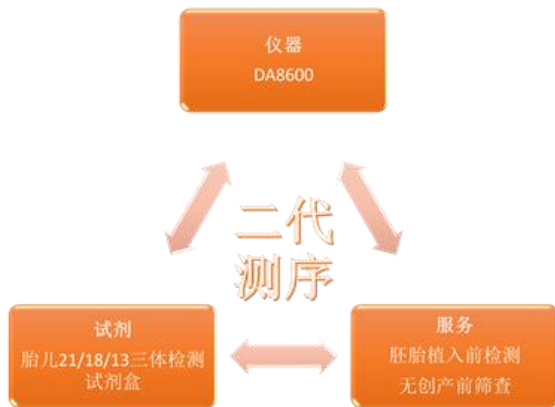 仪器
DA8600
二代
测序
试剂
胎儿21/18/13三体检测
试剂盒
服务
胚胎植入前检测
无创产前筛查